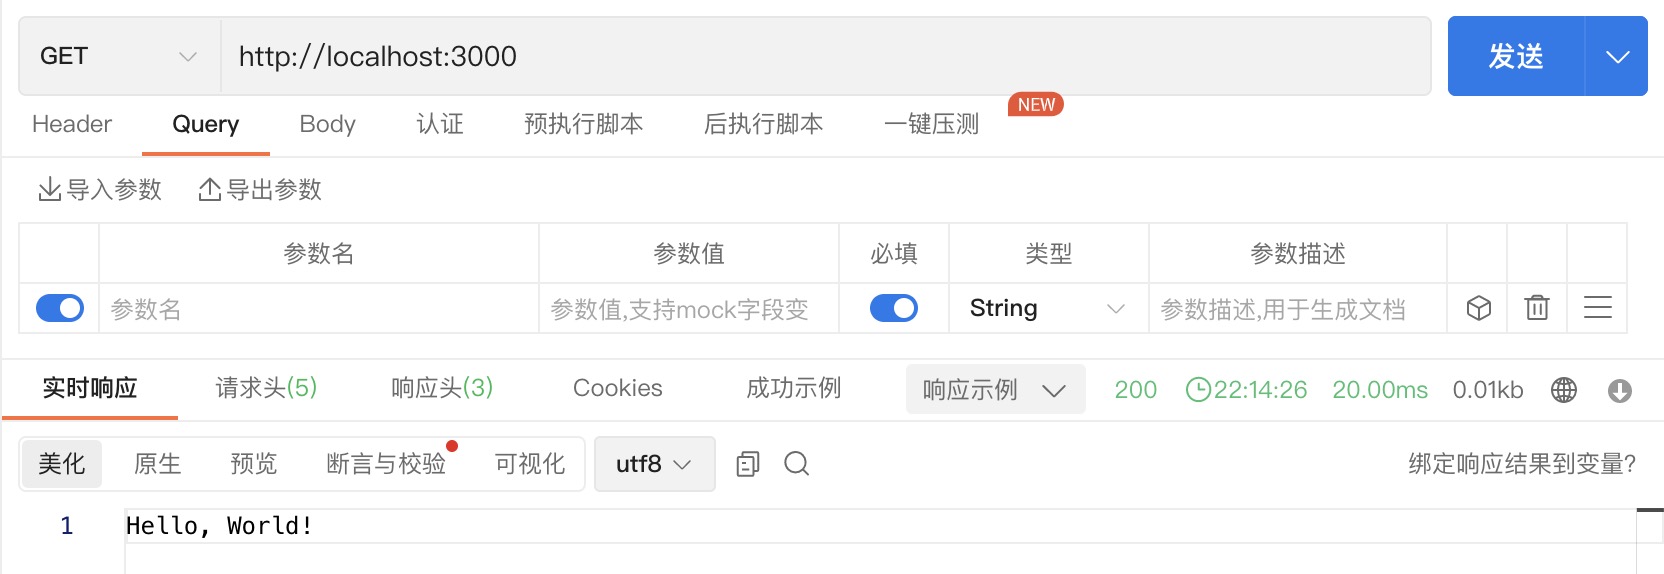 GET http://localhost:3000 发送
NEW
Header Query Body 认证 预执行脚本 后执行脚本 一键压测
导入参数 导出参数
参数名 参数值 必填 类型 参数描述
参数名 参数值,支持mock字段变 String 参数描述,用于生成文档
实时响应 请求头(5) 响应头(3) Cookies 成功示例 响应示例 200 22:14:26 20.00ms 0.01kb
美化 原生 预览 断言与校验 可视化 utf8 绑定响应结果到变量?
1 Hello, World!